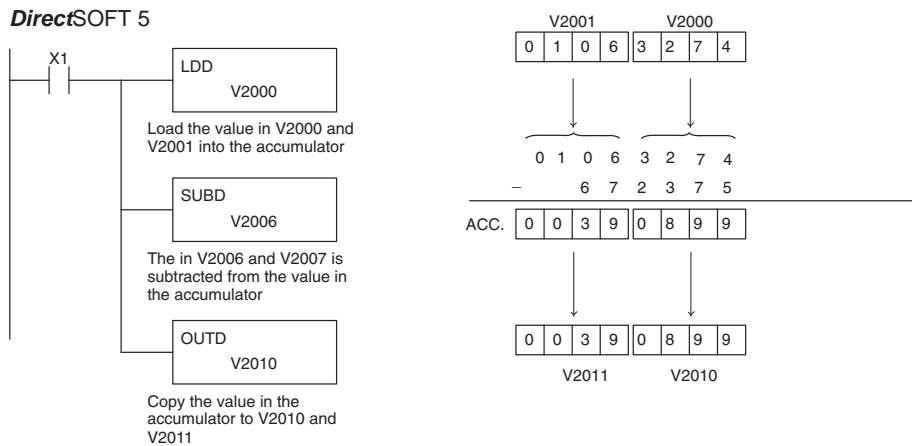 DirectSOFT 5
X1
LDD
V2000
Load the value in V2000 and
V2001 into the accumulator
SUBD
V2006
The in V2006 and V2007 is
subtracted from the value in
the accumulator
OUTD
V2010
Copy the value in the
accumulator to V2010 and
V2011
V2001 V2000
0 1 0 6 3 2 7 4
0 1 0 6 3 2 7 4
– 6 7 2 3 7 5
ACC. 0 0 3 9 0 8 9 9
0 0 3 9 0 8 9 9
V2011 V2010